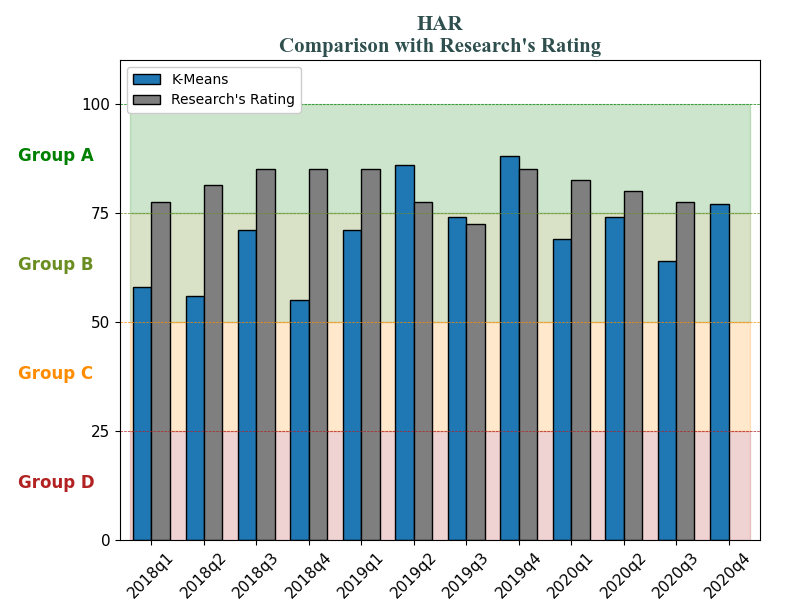 HAR
Comparison with Research's Rating
K-Means
Research's Rating
100
Group A
75
Group B
50
Group C
25
Group D
0
2018q1
2018q2
2018q3
2018q4
2019q1
2019q2
2019q3
2019q4
2020q1
2020q2
2020q3
2020q4